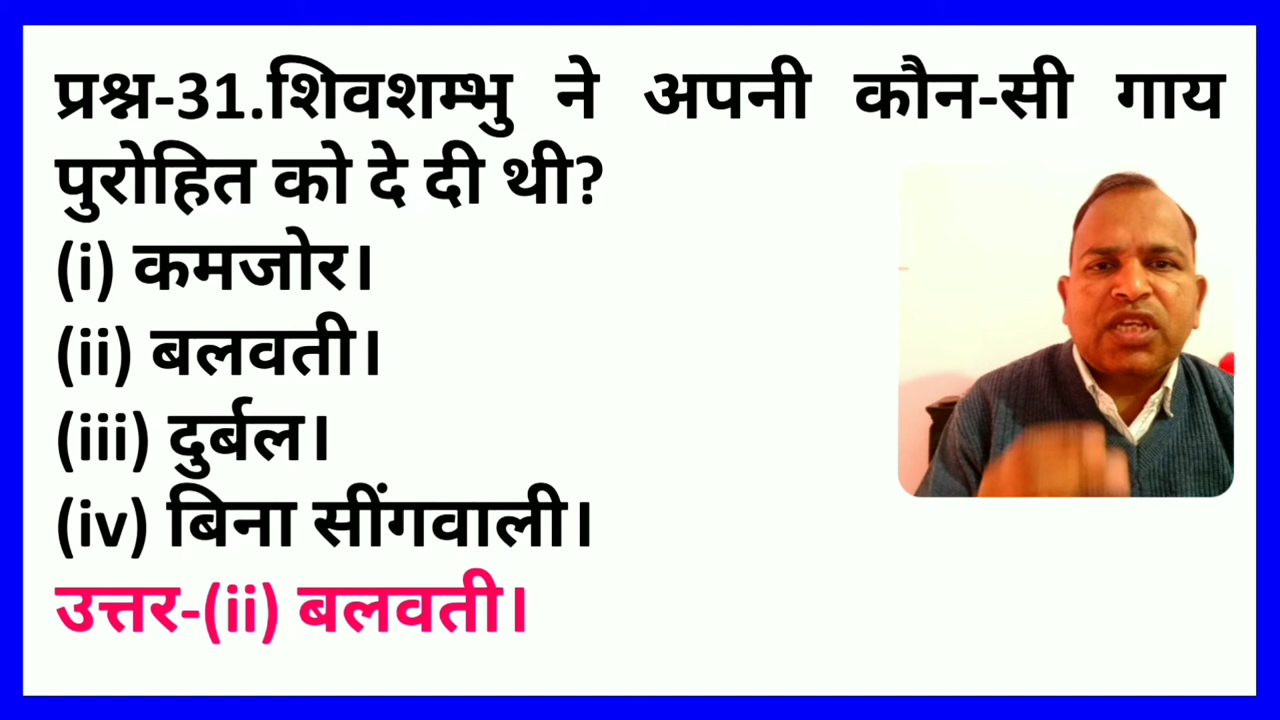 प्रश्न-31.शिवशम्भु ने अपनी कौन-सी गाय
पुरोहित को दे दी थी?
(i) कमजोर।
(ii) बलवती।
(iii) दुर्बल।
(iv) बिना सींगवाली।
उत्तर-(ii) बलवती।